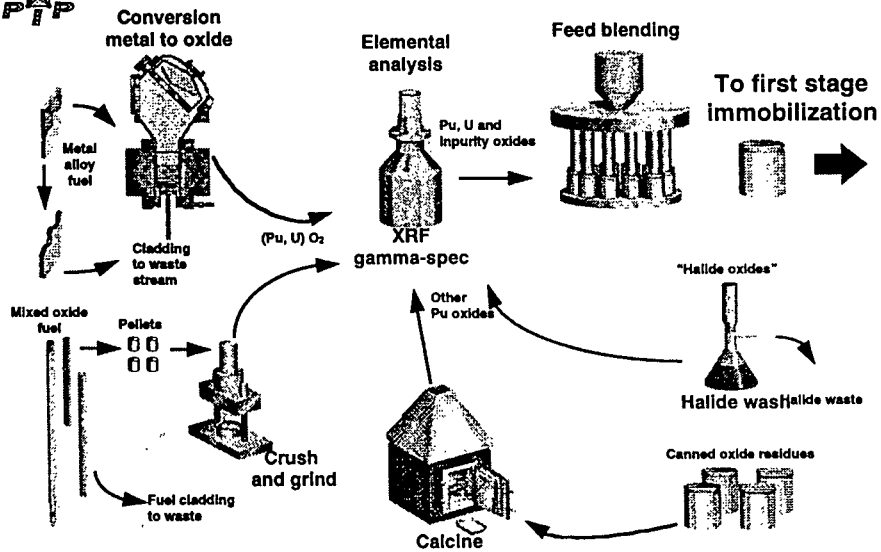 PIP
Conversion
metal to oxide
Elemental
analysis
Feed blending
To first stage
immobilization
Metal
alloy
fuel
Pu, U and
Inpurity oxides
(Pu, U) O₂
XRF
gamma-spec
Cladding
to waste
stream
"Halide oxides"
Mixed oxide
fuel
Pellets
Other
Pu oxides
Halide wash
Halide waste
Crush
and grind
Canned oxide residues
Fuel cladding
to waste
Calcine